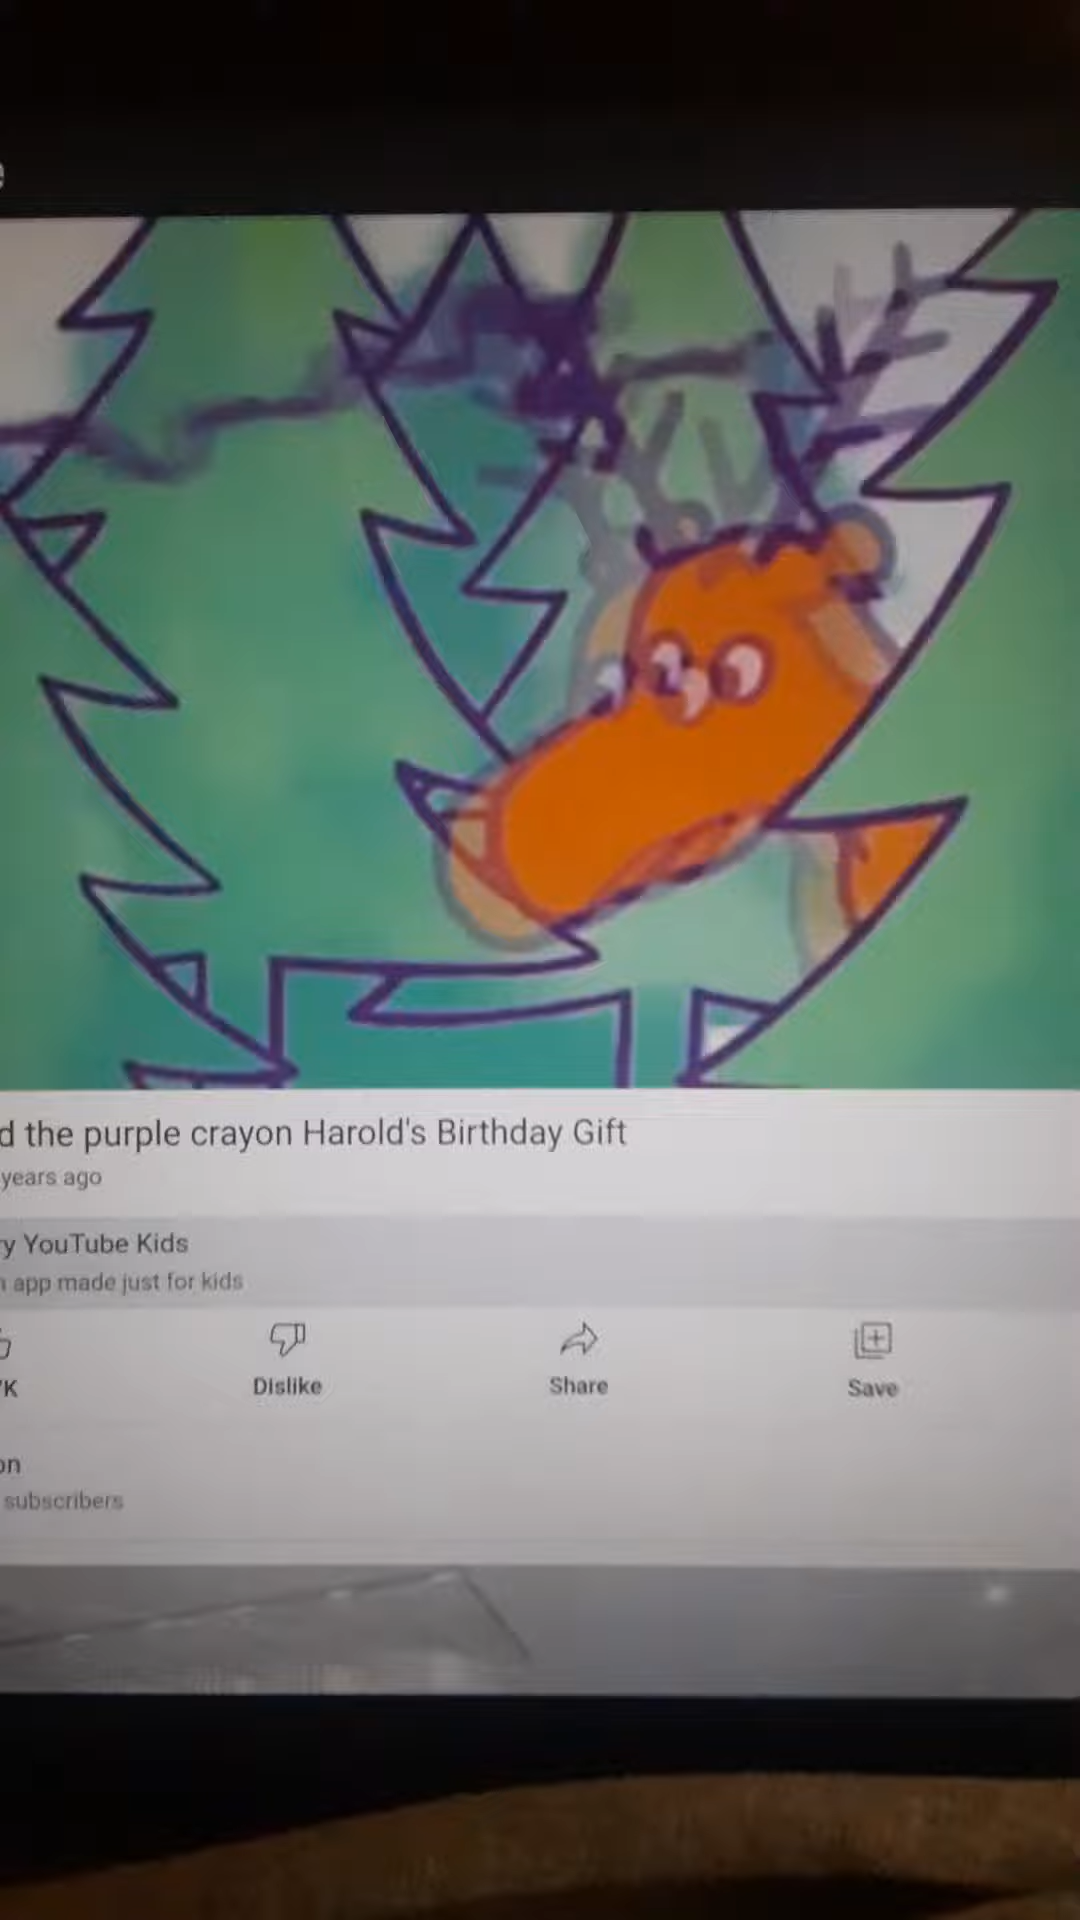 e
d the purple crayon Harold's Birthday Gift
years ago
y YouTube Kids
app made just for kids
K
Dislike
Share
Save
on
subscribers